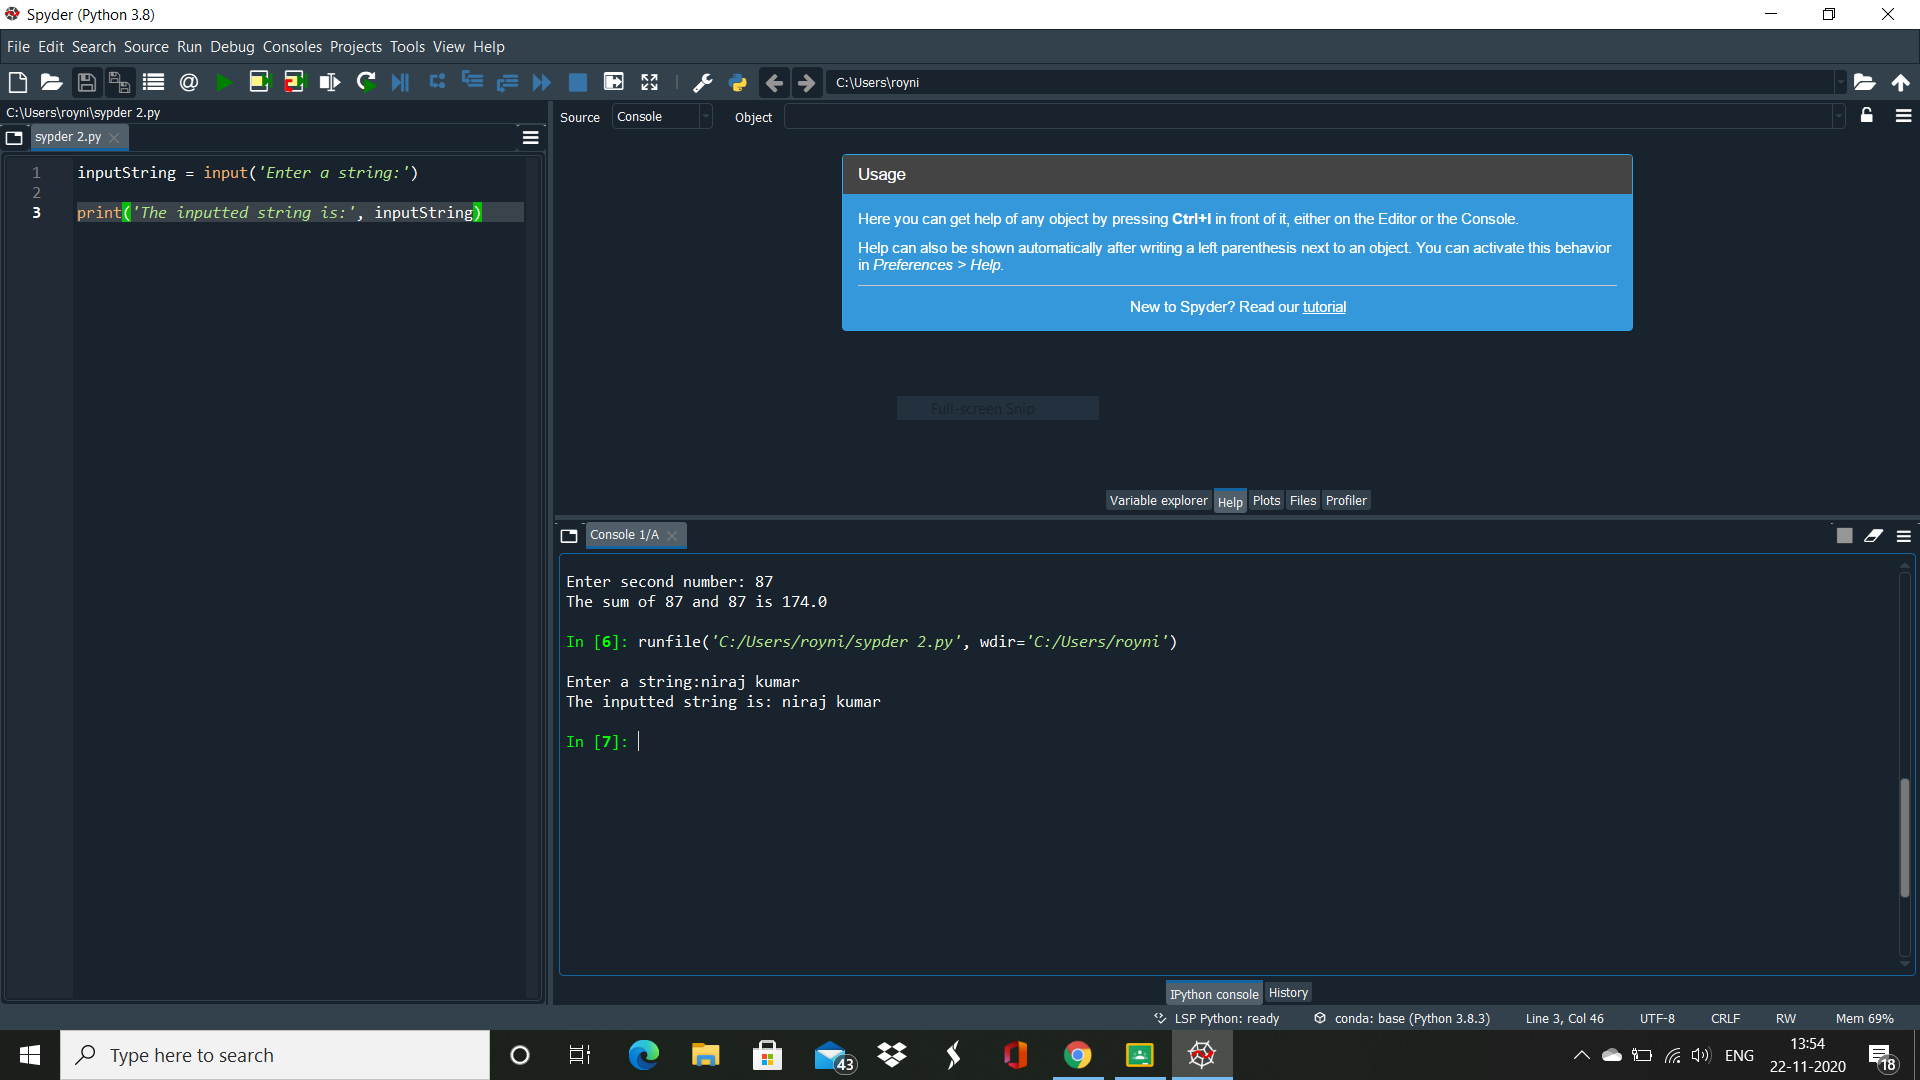 Spyder (Python 3.8)
File Edit Search Source Run Debug Consoles Projects Tools View Help
C:\Users\royni
C:\Users\royni\sypder 2.py
sypder 2.py
1 inputString = input('Enter a string:')
2
3 print('The inputted string is:', inputString)
Source Console Object
Usage
Here you can get help of any object by pressing Ctrl+I in front of it, either on the Editor or the Console.
Help can also be shown automatically after writing a left parenthesis next to an object. You can activate this behavior
in Preferences > Help.
New to Spyder? Read our tutorial
Full-screen Snip
Variable explorer Help Plots Files Profiler
Console 1/A
Enter second number: 87
The sum of 87 and 87 is 174.0
In [6]: runfile('C:/Users/royni/sypder 2.py', wdir='C:/Users/royni')
Enter a string:niraj kumar
The inputted string is: niraj kumar
In [7]:
IPython console History
LSP Python: ready conda: base (Python 3.8.3) Line 3, Col 46 UTF-8 CRLF RW Mem 69%
Type here to search
43
ENG
13:54
22-11-2020
18